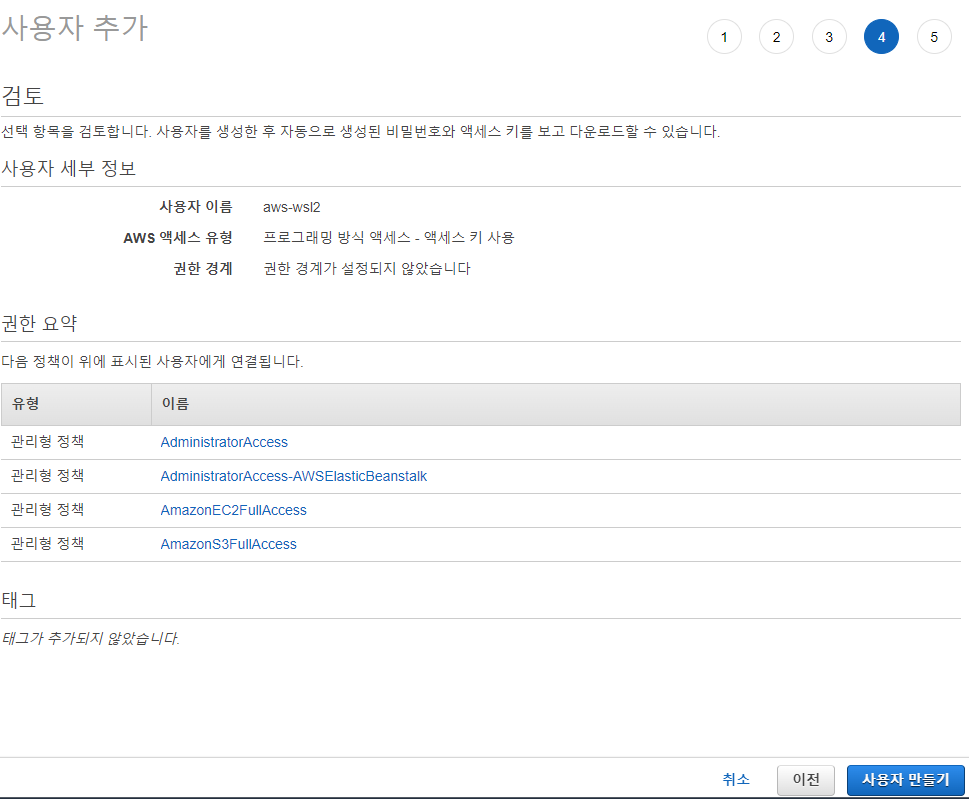 사용자 추가
1 2 3 4 5
검토
선택 항목을 검토합니다. 사용자를 생성한 후 자동으로 생성된 비밀번호와 액세스 키를 보고 다운로드할 수 있습니다.
사용자 세부 정보
사용자 이름 aws-wsl2
AWS 액세스 유형 프로그래밍 방식 액세스 - 액세스 키 사용
권한 경계 권한 경계가 설정되지 않았습니다
권한 요약
다음 정책이 위에 표시된 사용자에게 연결됩니다.
유형 이름
관리형 정책 AdministratorAccess
관리형 정책 AdministratorAccess-AWSElasticBeanstalk
관리형 정책 AmazonEC2FullAccess
관리형 정책 AmazonS3FullAccess
태그
태그가 추가되지 않았습니다.
취소 이전 사용자 만들기